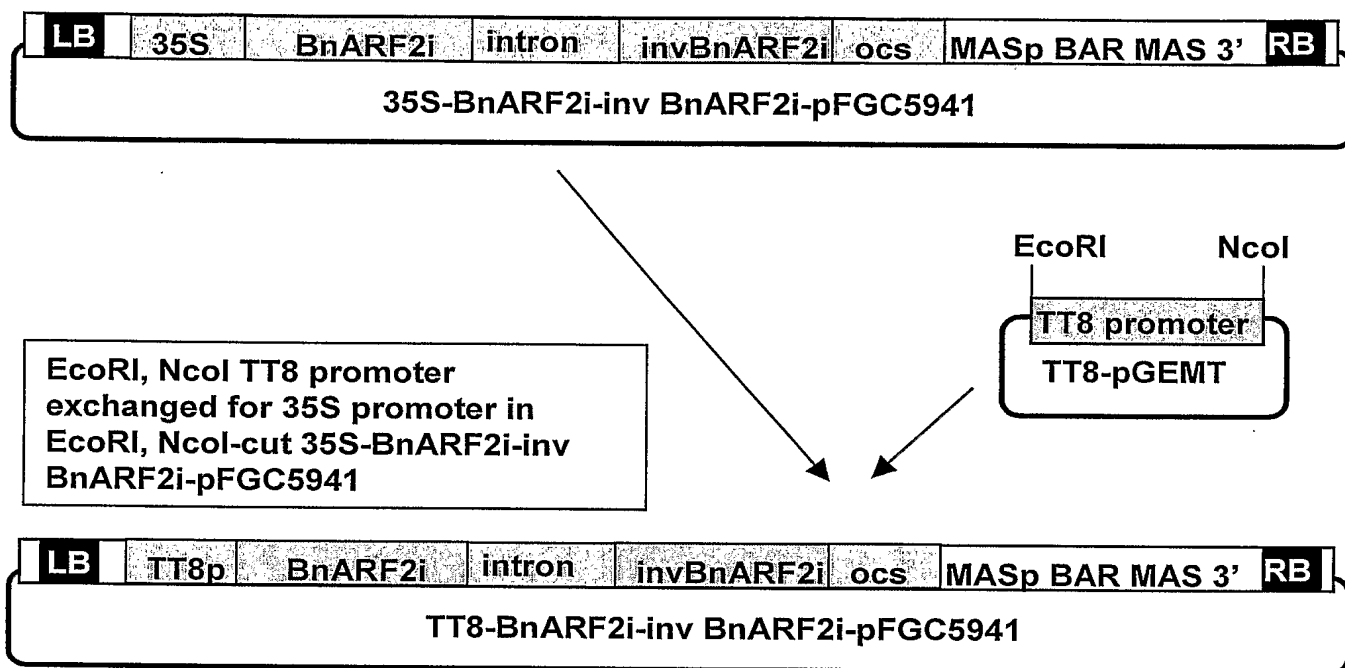 LB 35S BnARF2i intron invBnARF2i ocs MASp BAR MAS 3’ RB
35S-BnARF2i-inv BnARF2i-pFGC5941
EcoRI NcoI
TT8 promoter
TT8-pGEMT
EcoRI, NcoI TT8 promoter
exchanged for 35S promoter in
EcoRI, NcoI-cut 35S-BnARF2i-inv
BnARF2i-pFGC5941
LB TT8p BnARF2i intron invBnARF2i ocs MASp BAR MAS 3’ RB
TT8-BnARF2i-inv BnARF2i-pFGC5941